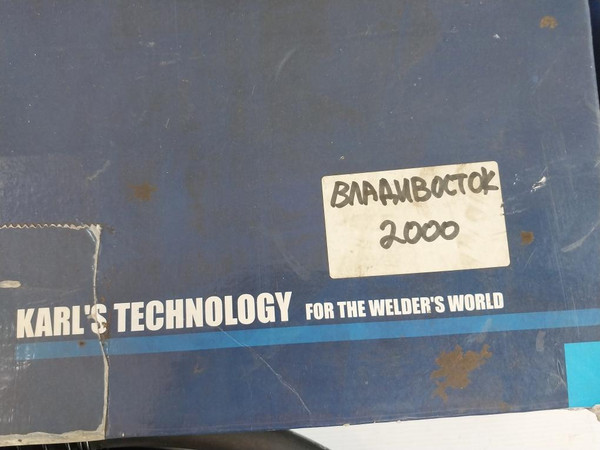 ВЛАДИВОСТОК
2000
KARL'S TECHNOLOGY FOR THE WELDER'S WORLD